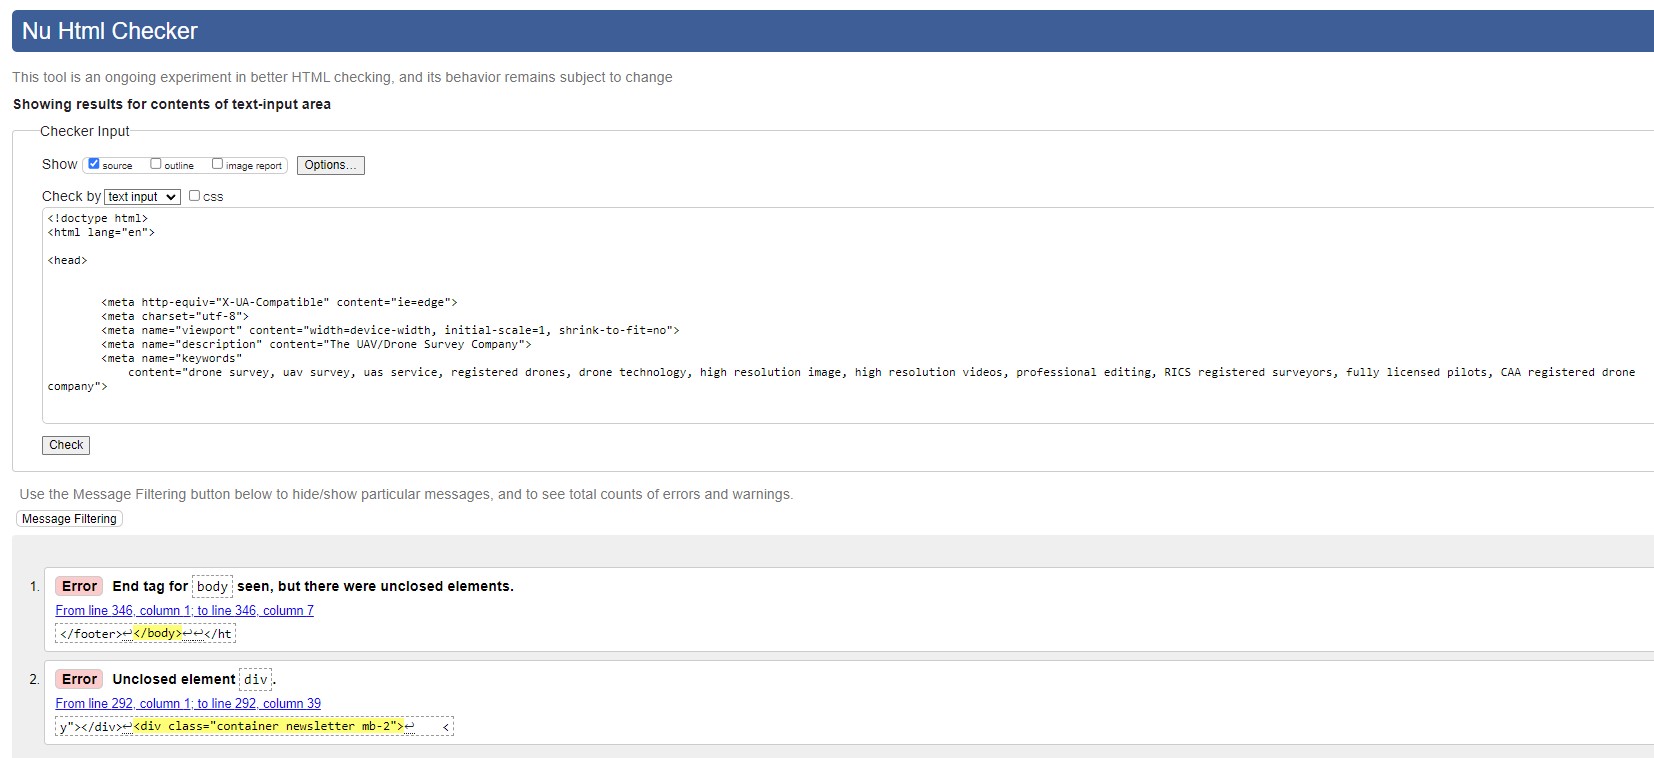 Nu Html Checker
This tool is an ongoing experiment in better HTML checking, and its behavior remains subject to change
Showing results for contents of text-input area
Checker Input
Show source outline image report Options...
Check by text input css
<!doctype html>
<html lang="en">
<head>
<meta http-equiv="X-UA-Compatible" content="ie=edge">
<meta charset="utf-8">
<meta name="viewport" content="width=device-width, initial-scale=1, shrink-to-fit=no">
<meta name="description" content="The UAV/Drone Survey Company">
<meta name="keywords"
content="drone survey, uav survey, uas service, registered drones, drone technology, high resolution image, high resolution videos, professional editing, RICS registered surveyors, fully licensed pilots, CAA registered drone
company">
Check
Use the Message Filtering button below to hide/show particular messages, and to see total counts of errors and warnings.
Message Filtering
1. Error End tag for body seen, but there were unclosed elements.
From line 346, column 1; to line 346, column 7
</footer>↩</body>↩↩</ht
2. Error Unclosed element div.
From line 292, column 1; to line 292, column 39
y"></div>↩<div class="container newsletter mb-2">↩ <